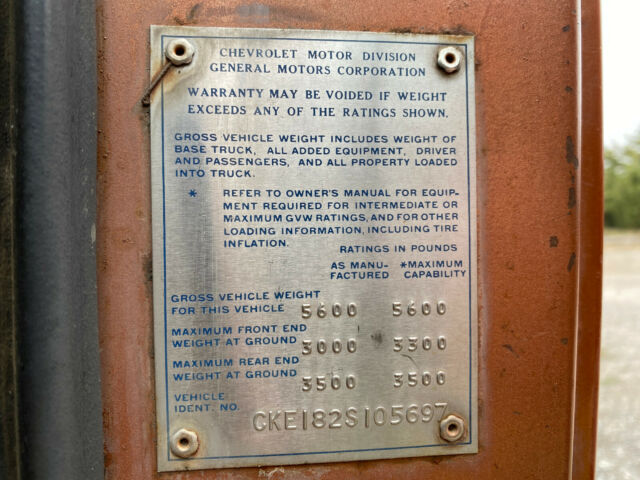 CHEVROLET MOTOR DIVISION
GENERAL MOTORS CORPORATION
WARRANTY MAY BE VOIDED IF WEIGHT
EXCEEDS ANY OF THE RATINGS SHOWN.
GROSS VEHICLE WEIGHT INCLUDES WEIGHT OF
BASE TRUCK, ALL ADDED EQUIPMENT, DRIVER
AND PASSENGERS, AND ALL PROPERTY LOADED
INTO TRUCK.
* REFER TO OWNER'S MANUAL FOR EQUIP-
MENT REQUIRED FOR INTERMEDIATE OR
MAXIMUM GVW RATINGS, AND FOR OTHER
LOADING INFORMATION, INCLUDING TIRE
INFLATION.
RATINGS IN POUNDS
AS MANU- *MAXIMUM
FACTURED CAPABILITY
GROSS VEHICLE WEIGHT
FOR THIS VEHICLE 5600 5600
MAXIMUM FRONT END
WEIGHT AT GROUND 3000 3300
MAXIMUM REAR END
WEIGHT AT GROUND 3500 3500
VEHICLE
IDENT. NO. CKE182S105697